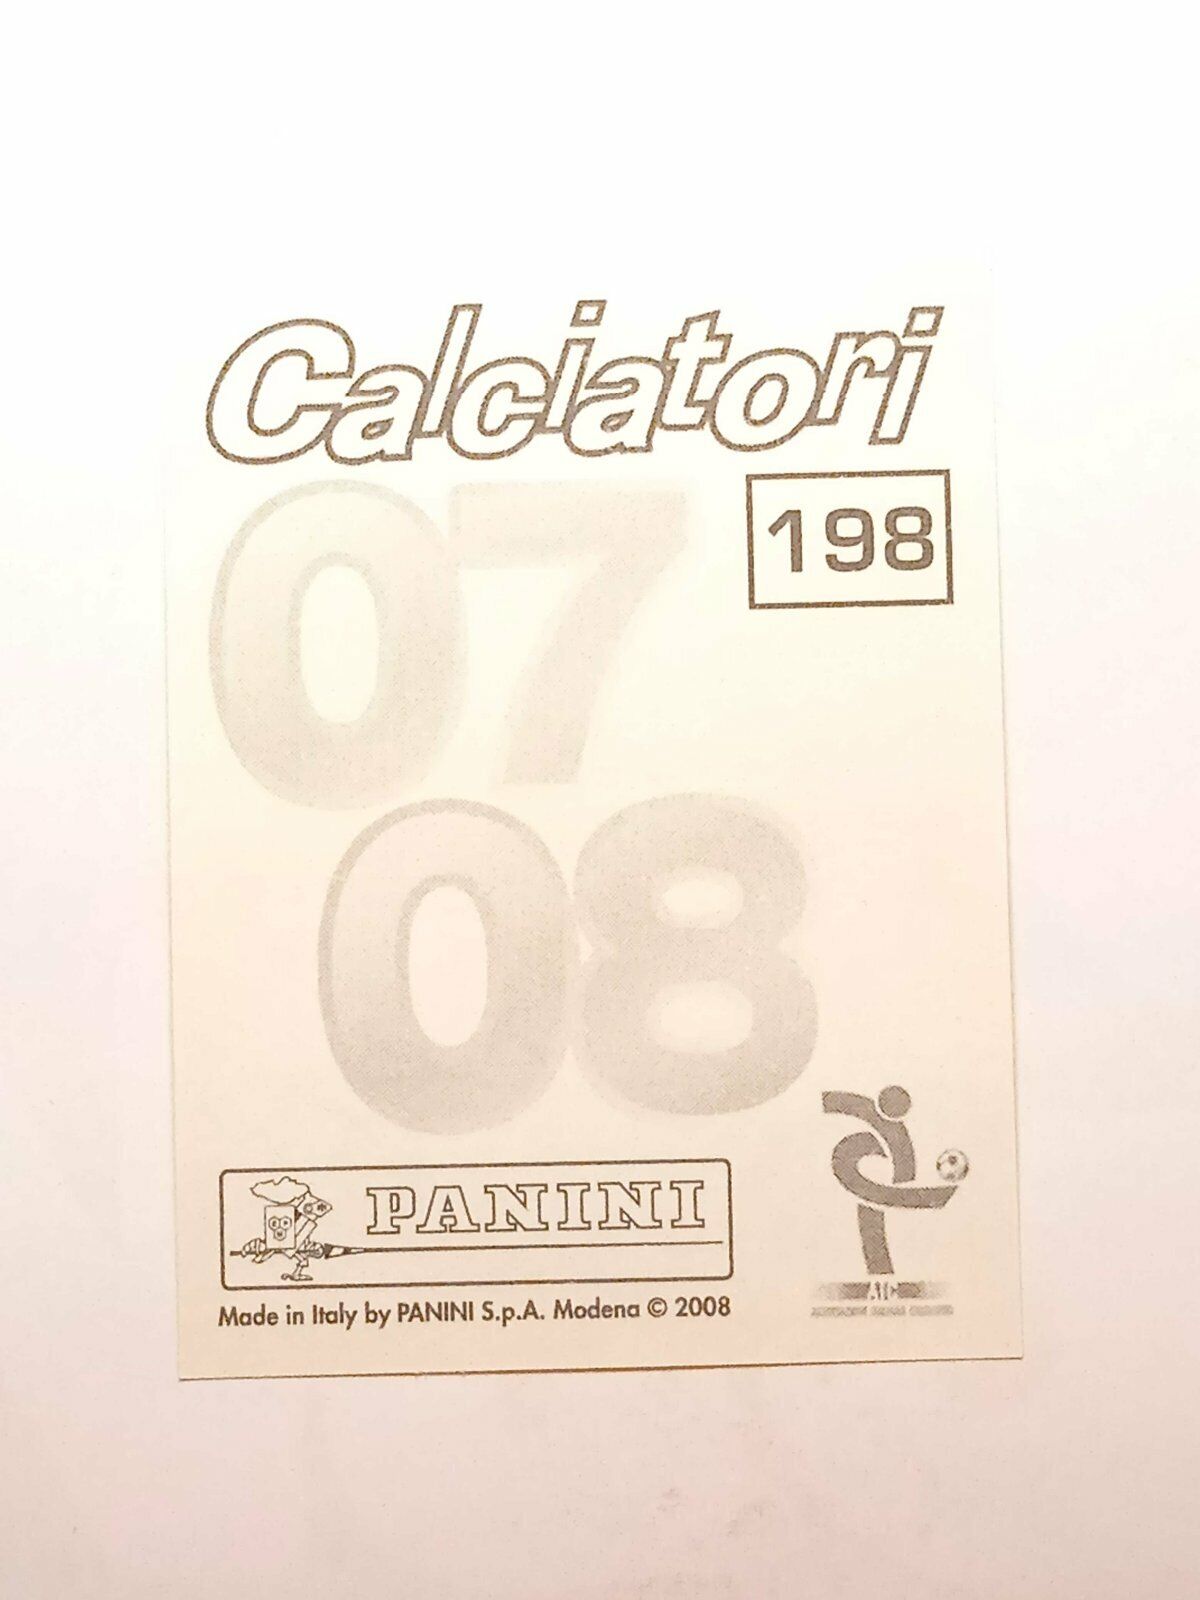 Calciatori
198
07
08
PANINI
Made in Italy by PANINI S.p.A. Modena © 2008